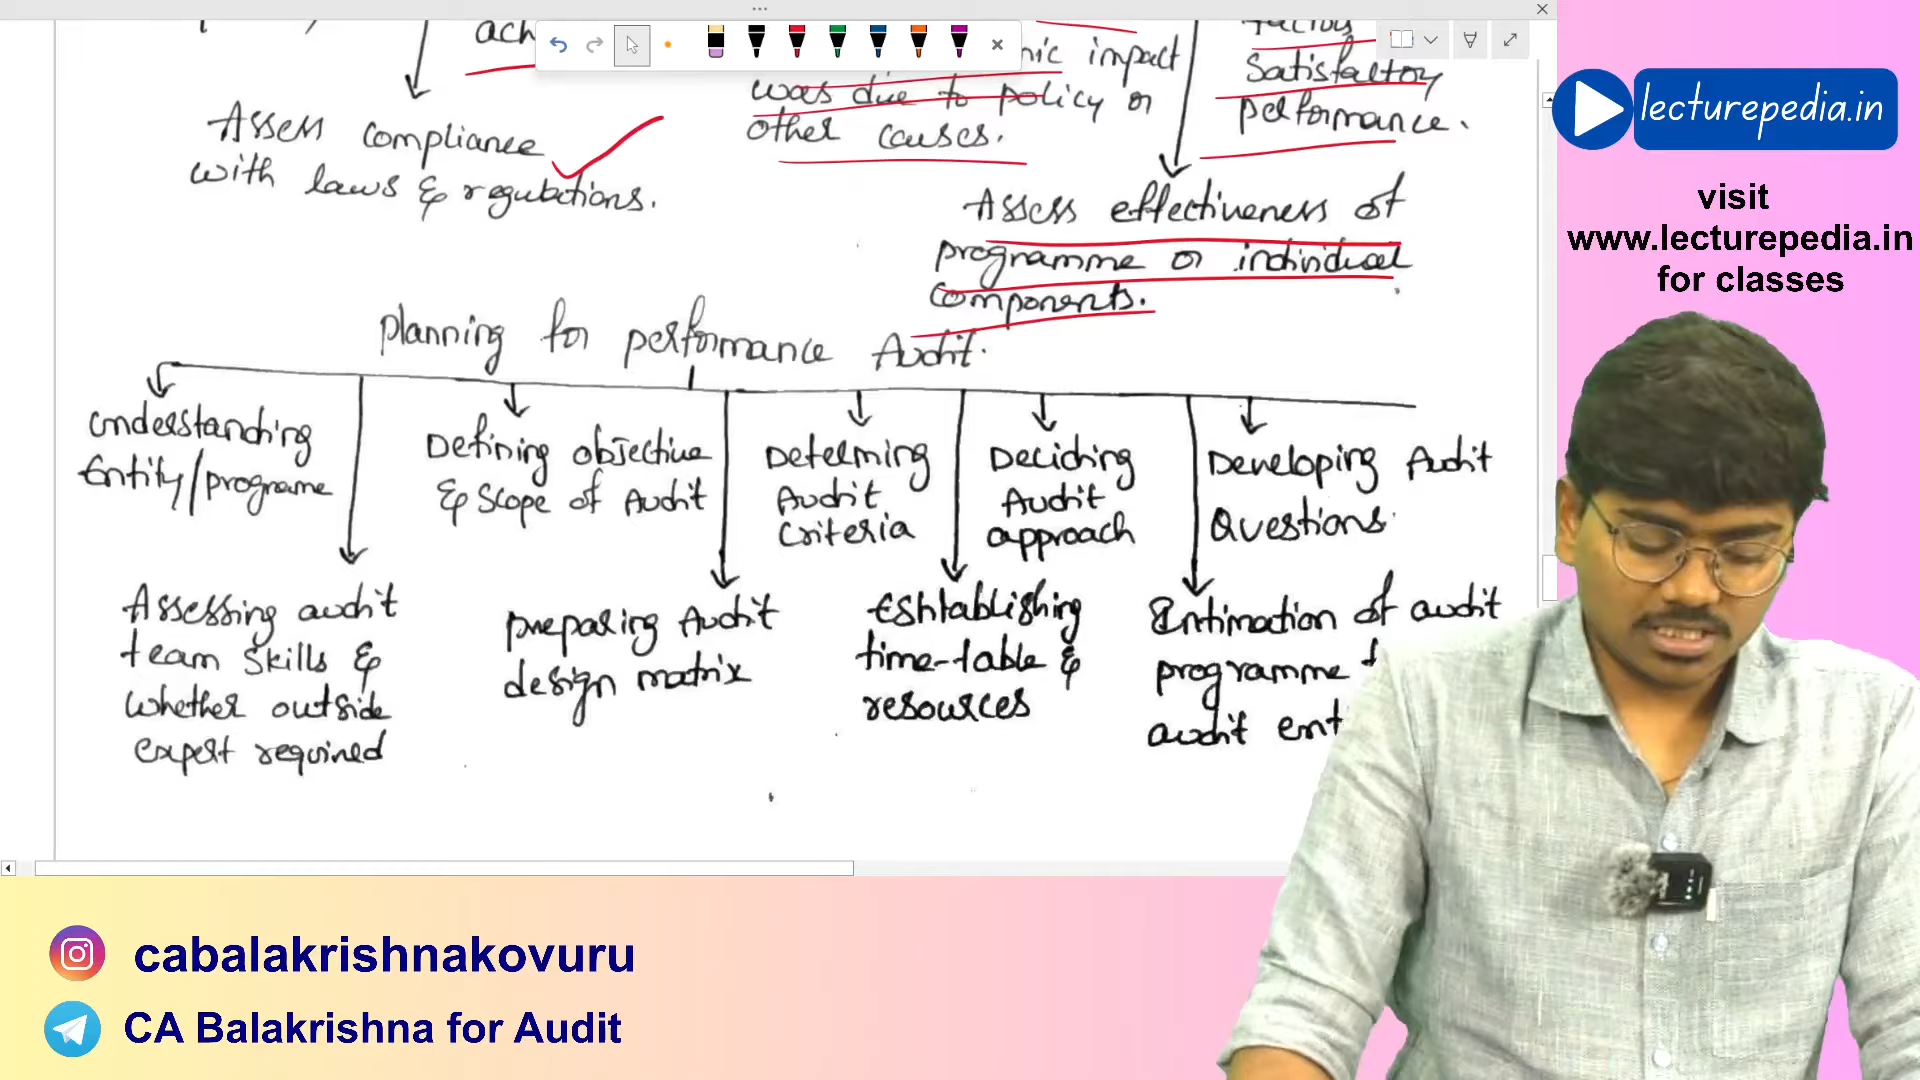 ach
nic impact
was due to policy or
other causes.
factors
Satisfactory
performance.
Assess compliance
with laws & regulations.
Assess effectiveness of
programme or individual
components.
Planning for performance Audit.
Understanding
Entity/programe
Defining objective
& Scope of Audit
Determing
Audit
Criteria
Deciding
Audit
approach
Developing Audit
Questions.
Assessing audit
team skills &
whether outside
expert required
preparing Audit
design matrix
Eshtablishing
time-table &
resources
Intimation of audit
programme
audit ent
lecturepedia.in
visit
www.lecturepedia.in
for classes
cabalakrishnakovuru
CA Balakrishna for Audit